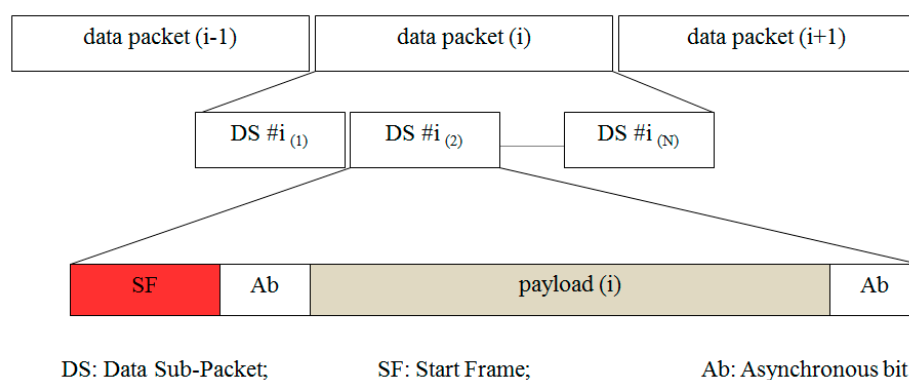 data packet (i-1) data packet (i) data packet (i+1)
DS #i (1) DS #i (2) DS #i (N)
SF Ab payload (i) Ab
DS: Data Sub-Packet; SF: Start Frame; Ab: Asynchronous bit